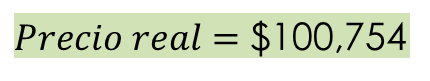 Precio real = $100,754